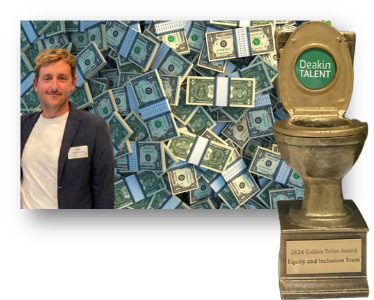 Deakin
TALENT
2024 Golden Toilet Award
Equity and Inclusion Team